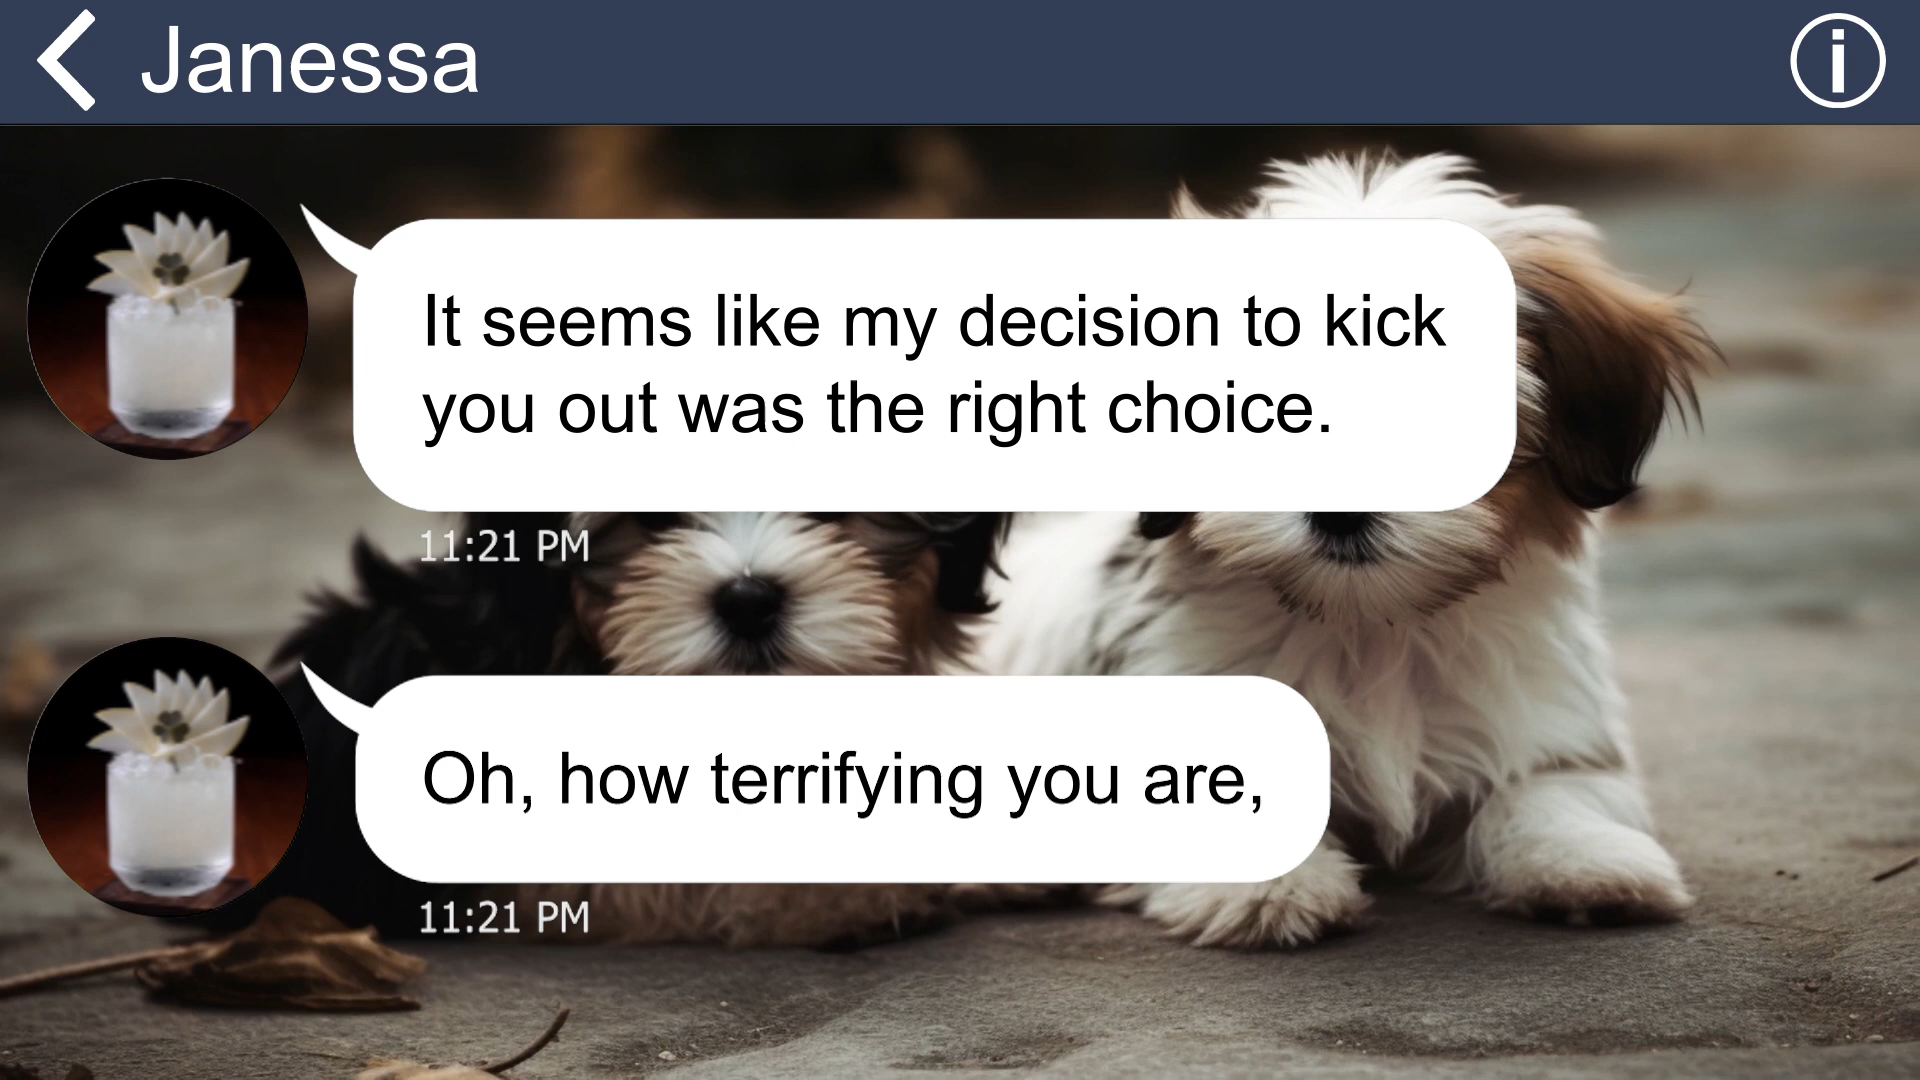 Janessa
It seems like my decision to kick
you out was the right choice.
11:21 PM
Oh, how terrifying you are,
11:21 PM